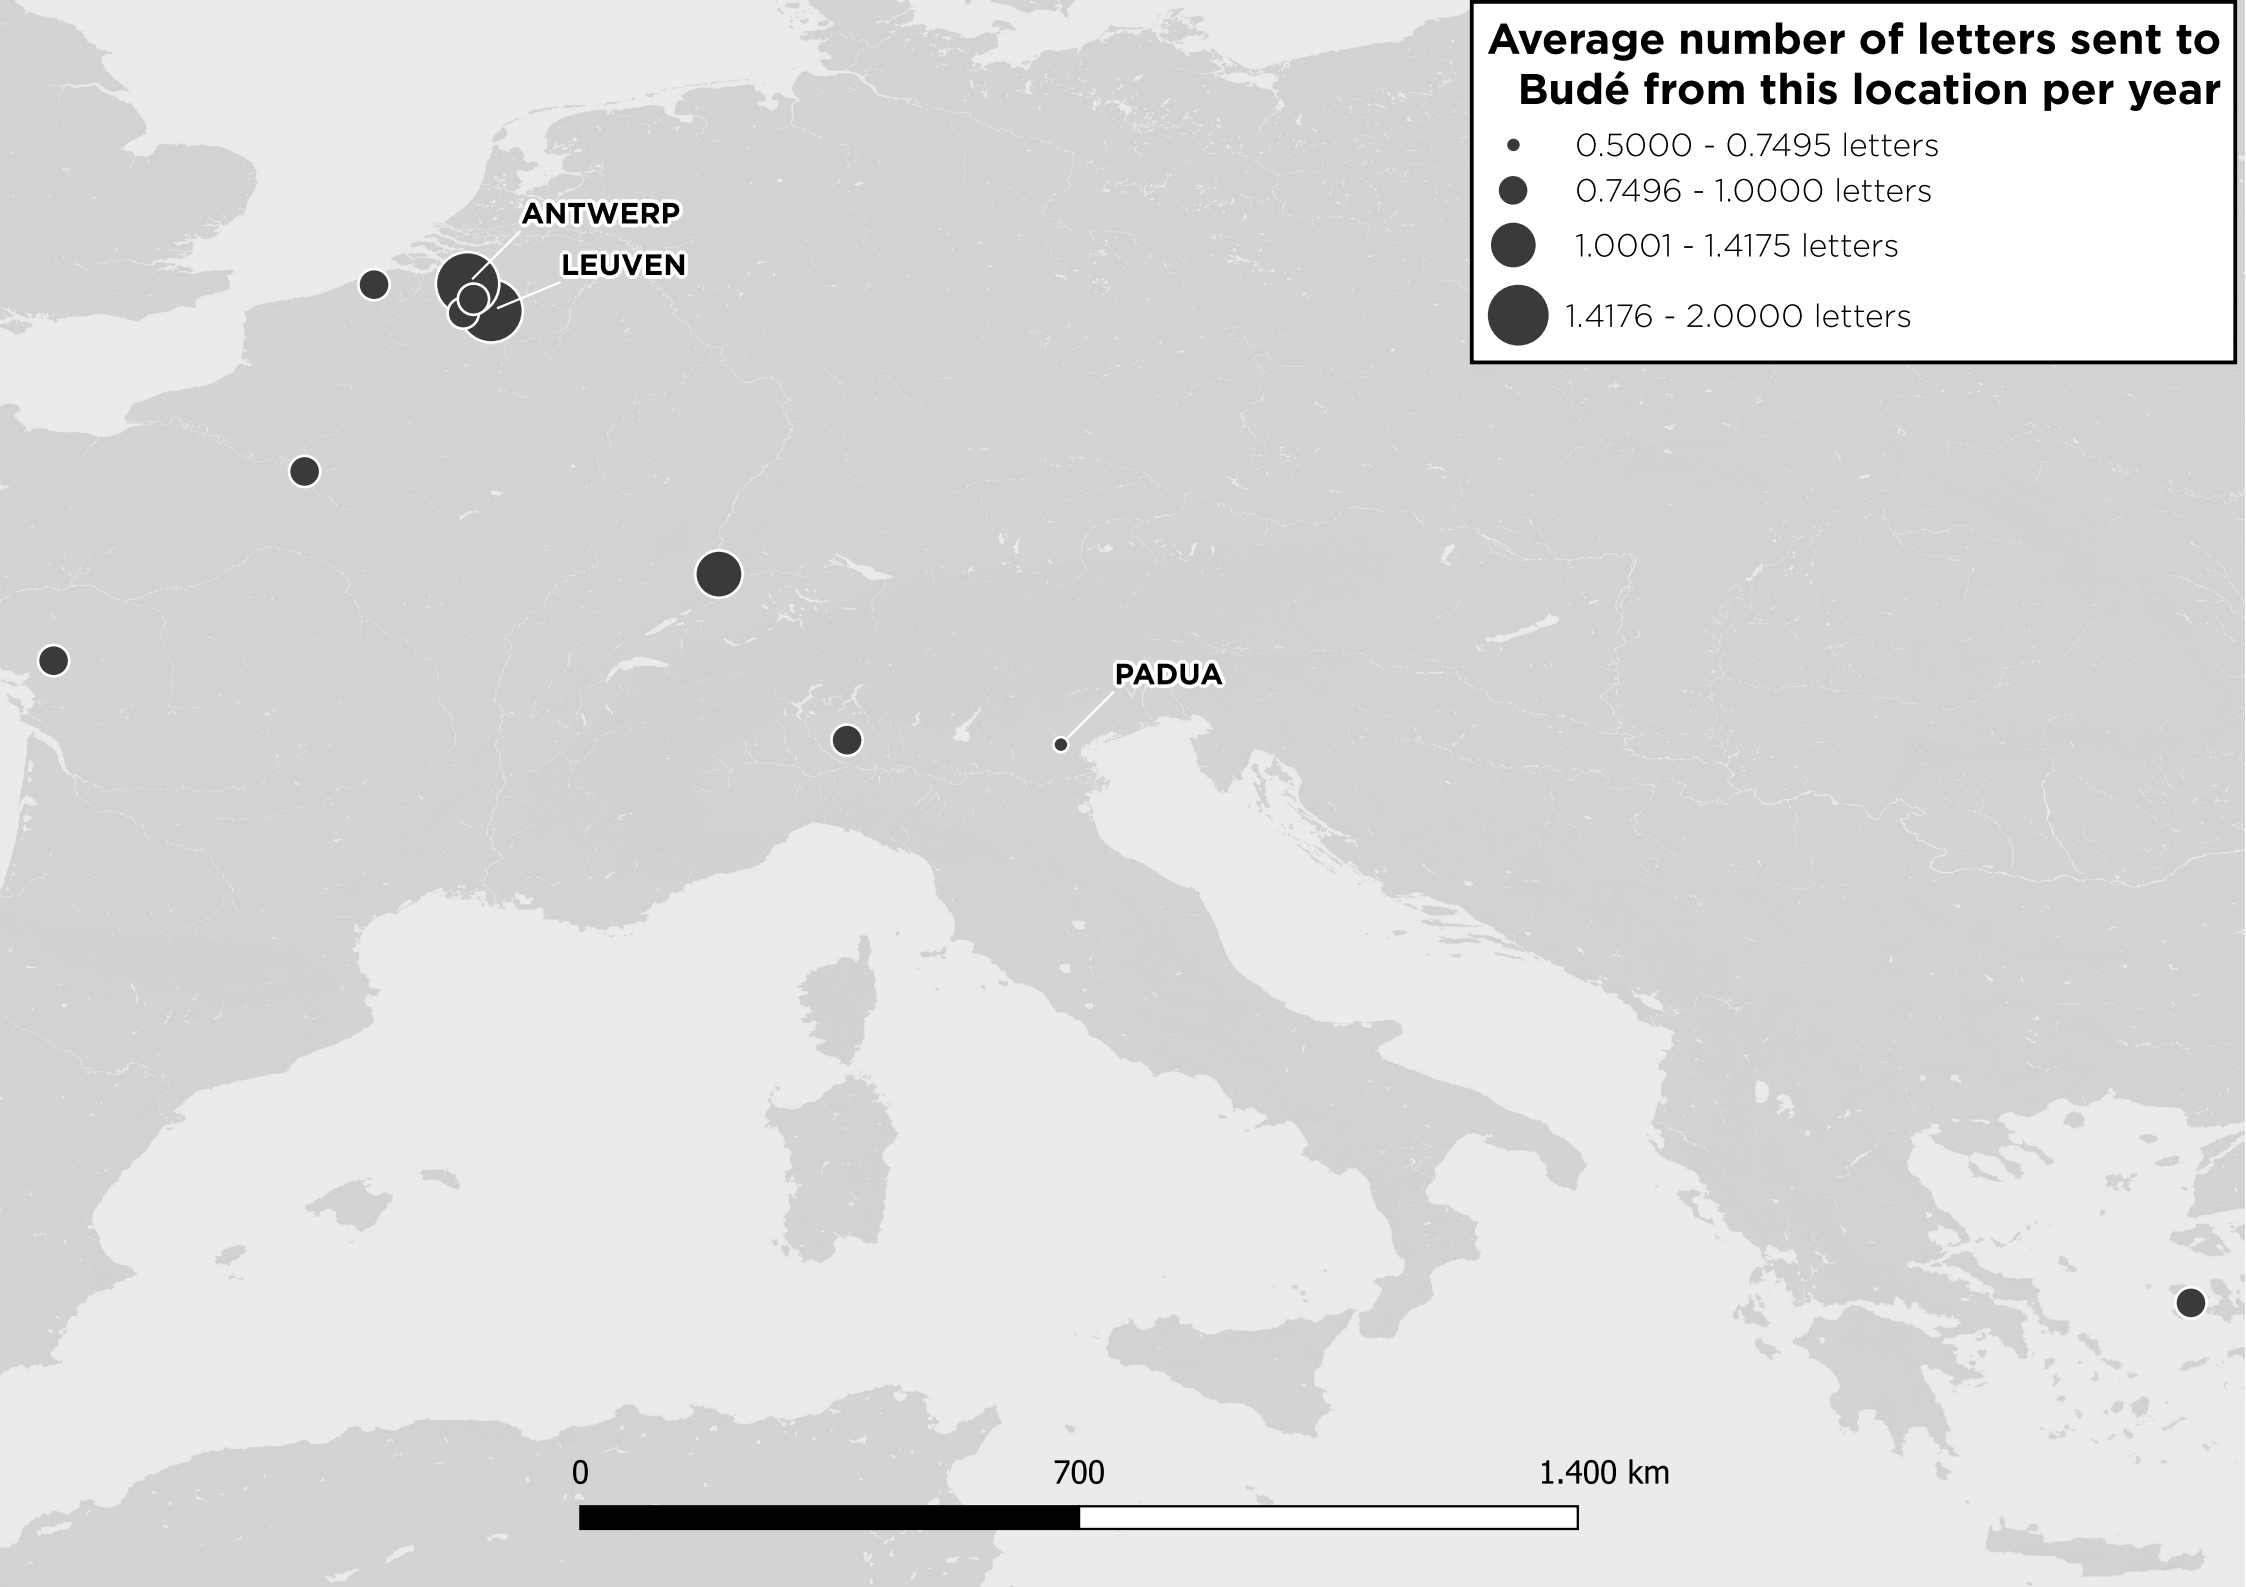 Average number of letters sent to
Budé from this location per year
0.5000 - 0.7495 letters
0.7496 - 1.0000 letters
1.0001 - 1.4175 letters
1.4176 - 2.0000 letters
ANTWERP
LEUVEN
PADUA
0 700 1.400 km